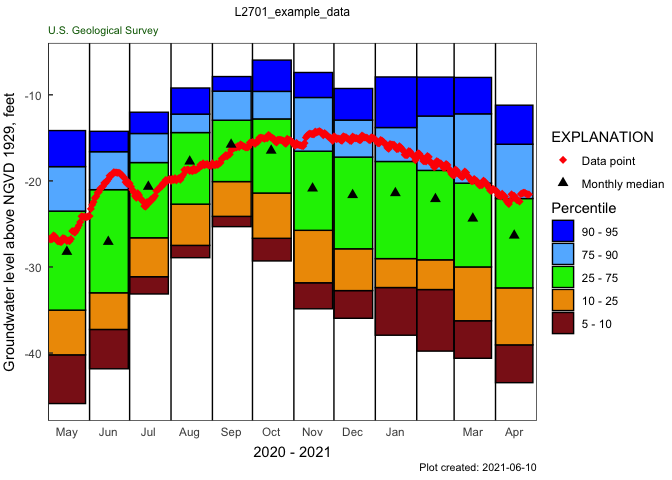 L2701_example_data
U.S. Geological Survey
Groundwater level above NGVD 1929, feet
-10
-20
-30
-40
May Jun Jul Aug Sep Oct Nov Dec Jan Mar Apr
2020 - 2021
Plot created: 2021-06-10
EXPLANATION
Data point
Monthly median
Percentile
90 - 95
75 - 90
25 - 75
10 - 25
5 - 10